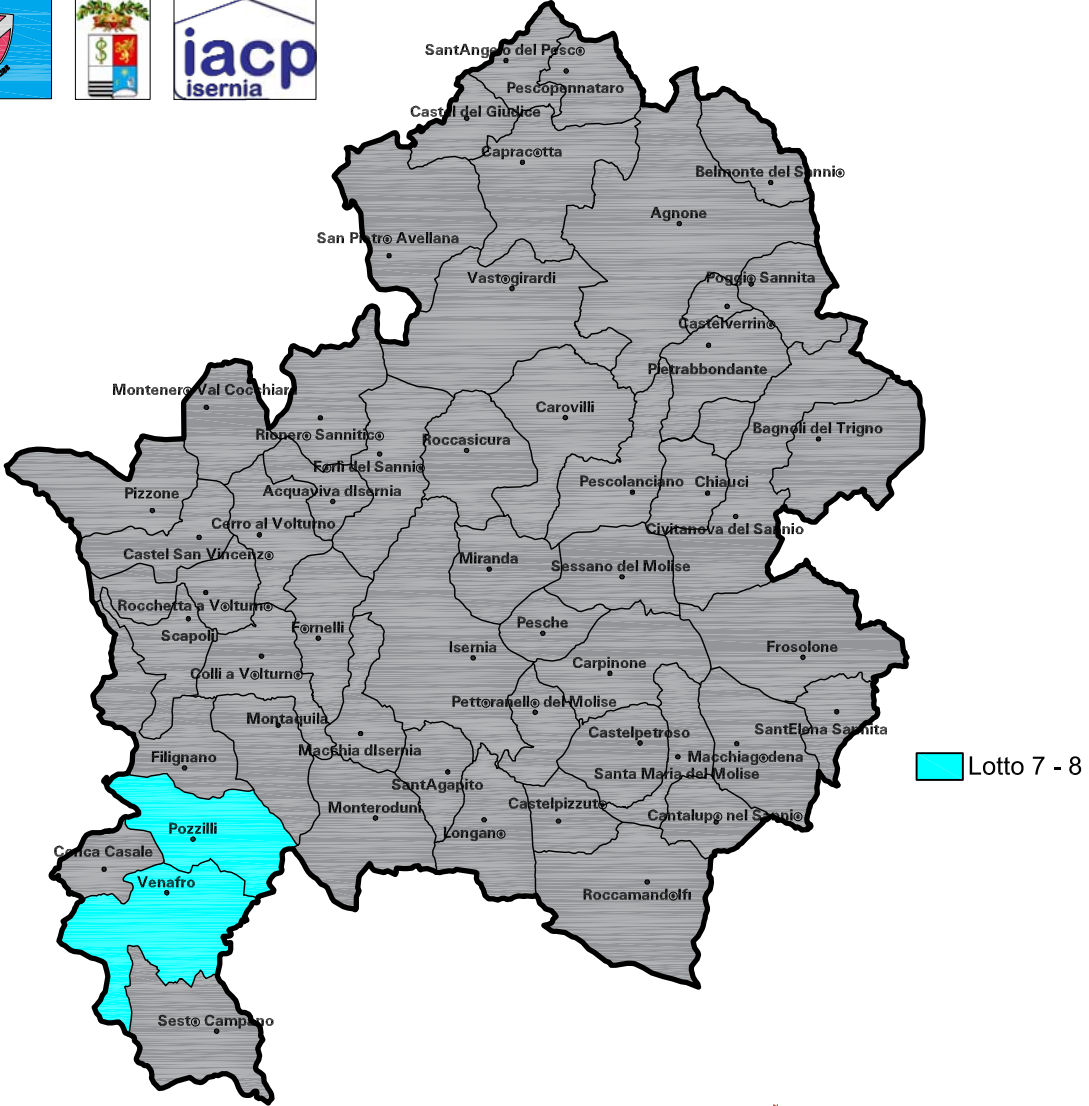 iacp
isernia
SantAngelo del Pesco
Pescopennataro
Castel del Giudice
Capracotta
Belmonte del Sannio
Agnone
San Pietro Avellana
Vastogirardi
Poggio Sannita
Castelverrino
Pietrabbondante
Montenero Val Cocchiara
Carovilli
Rionero Sannitico
Roccasicura
Bagnoli del Trigno
Forlì del Sannio
Pizzone
Acquaviva dIsernia
Pescolanciano
Chiauci
Cerro al Volturno
Civitanova del Sannio
Castel San Vincenzo
Miranda
Sessano del Molise
Rocchetta a Volturno
Scapoli
Fornelli
Pesche
Isernia
Frosolone
Carpinone
Colli a Volturno
Pettoranello del Molise
Montaquila
Castelpetroso
SantElena Sannita
Macchia dIsernia
Filignano
Macchiagodena
Santa Maria del Molise
Lotto 7 - 8
SantAgapito
Monteroduni
Castelpizzuto
Cantalupo nel Sannio
Longano
Pozzilli
Conca Casale
Venafro
Roccamandolfi
Sesto Campano